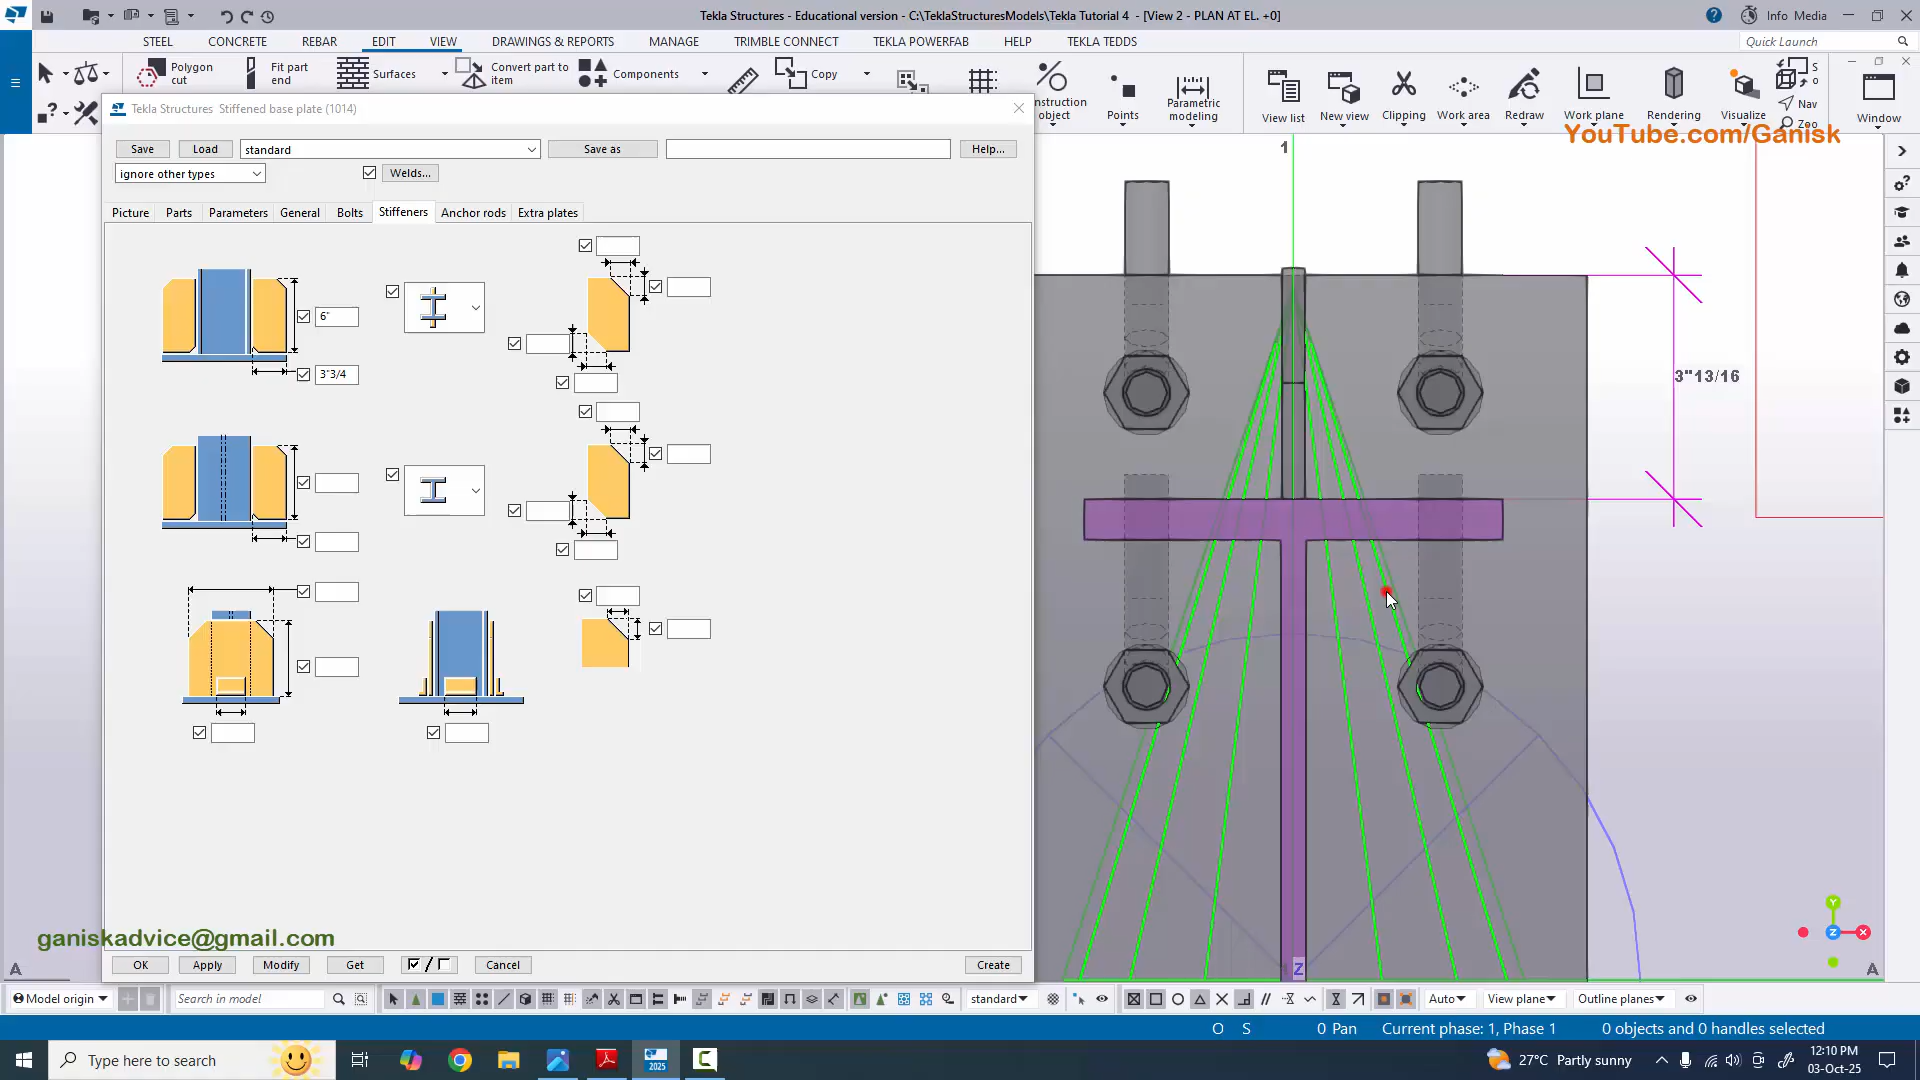 Tekla Structures - Educational version - C:\TeklaStructuresModels\Tekla Tutorial 4 - [View 2 - PLAN AT EL. +0]
Info Media
STEEL CONCRETE REBAR EDIT VIEW DRAWINGS & REPORTS MANAGE TRIMBLE CONNECT TEKLA POWERFAB HELP TEKLA TEDDS
Quick Launch
Polygon cut
Fit part end
Surfaces
Convert part to item
Components
Copy
nstruction object
Points
Parametric modeling
View list
New view
Clipping
Work area
Redraw
Work plane
Rendering
Visualize
Nav
Zoo
Window
YouTube.com/Ganisk
Tekla Structures Stiffened base plate (1014)
Save Load standard Save as Help...
ignore other types Welds...
Picture Parts Parameters General Bolts Stiffeners Anchor rods Extra plates
6"
3"3/4
1
3"13/16
Z
A
A
Y
Z
X
ganiskadvice@gmail.com
OK Apply Modify Get / Cancel Create
Model origin Search in model standard Auto View plane Outline planes
O S 0 Pan Current phase: 1, Phase 1 0 objects and 0 handles selected
Type here to search
2025
27°C Partly sunny
12:10 PM
03-Oct-25